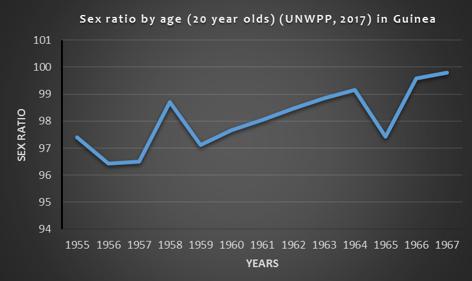 Sex ratio by age (20 year olds) (UNWPP, 2017) in Guinea
101
100
99
98
97
96
95
94
SEX RATIO
1955 1956 1957 1958 1959 1960 1961 1962 1963 1964 1965 1966 1967
YEARS